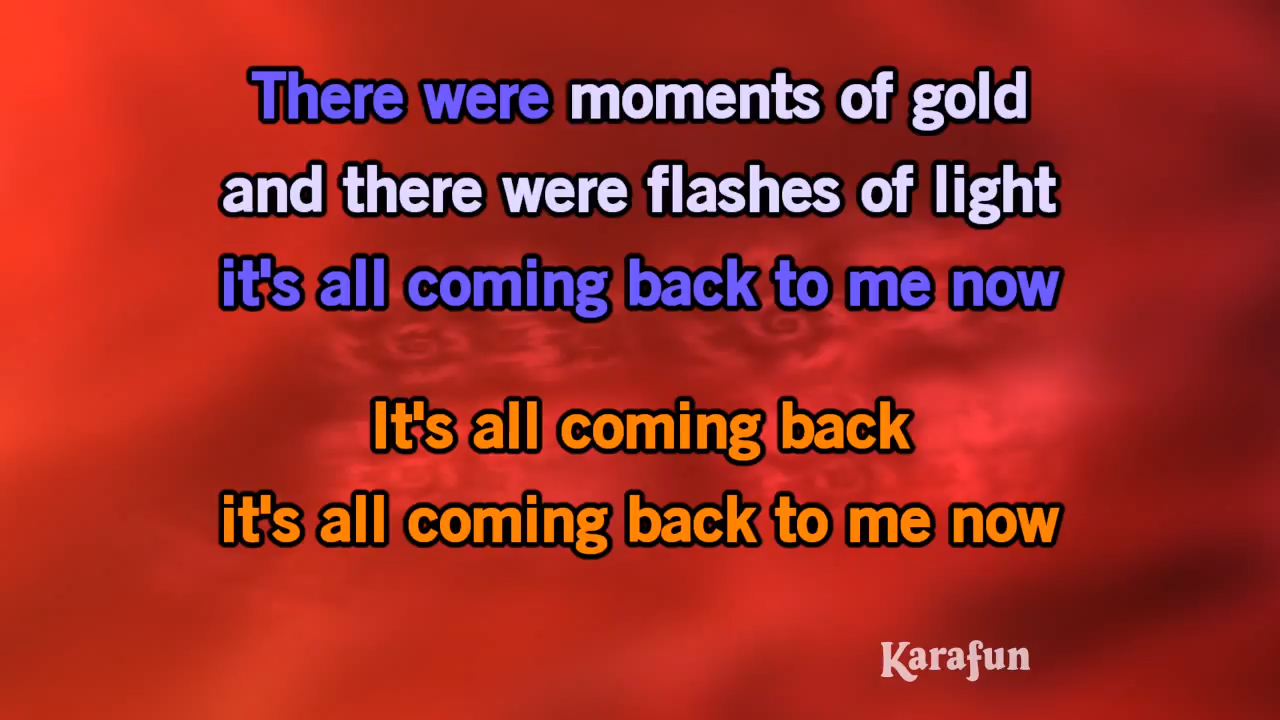 There were moments of gold
and there were flashes of light
it's all coming back to me now
It's all coming back
it's all coming back to me now
Karafun